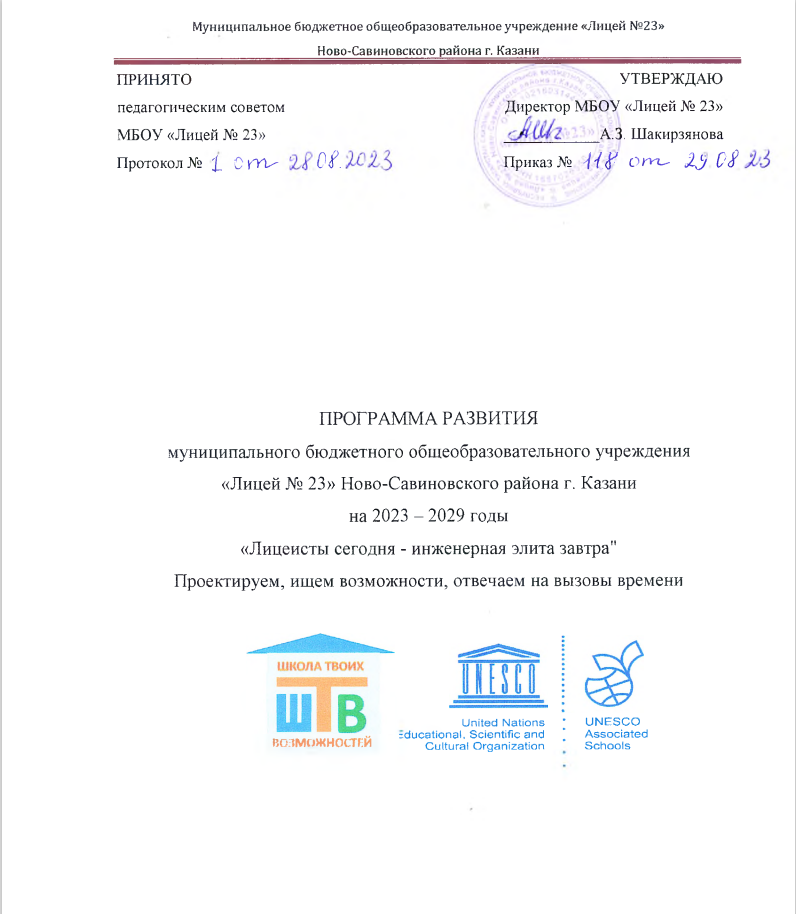 Муниципальное бюджетное общеобразовательное учреждение «Лицей №23»
Ново-Савиновского района г. Казани
ПРИНЯТО
педагогическим советом
МБОУ «Лицей № 23»
Протокол № 1 от 28.08.2023
УТВЕРЖДАЮ
Директор МБОУ «Лицей № 23»
А.З. Шакирзянова
Приказ № 118 от 29.08 23
ПРОГРАММА РАЗВИТИЯ
муниципального бюджетного общеобразовательного учреждения
«Лицей № 23» Ново-Савиновского района г. Казани
на 2023 – 2029 годы
«Лицеисты сегодня - инженерная элита завтра"
Проектируем, ищем возможности, отвечаем на вызовы времени
ШКОЛА ТВОИХ
ШТВ
ВОЗМОЖНОСТЕЙ
UNESCO
United Nations
Educational, Scientific and
Cultural Organization
UNESCO
Associated
Schools